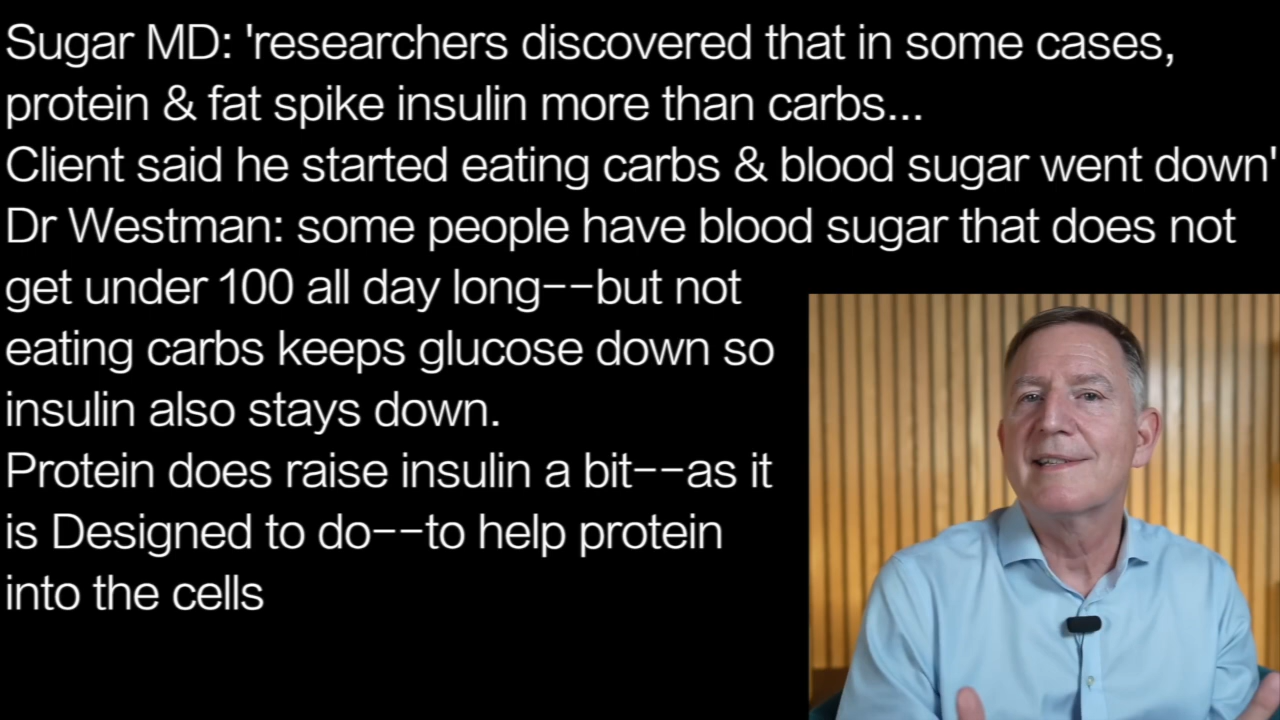 Sugar MD: 'researchers discovered that in some cases,
protein & fat spike insulin more than carbs...
Client said he started eating carbs & blood sugar went down'
Dr Westman: some people have blood sugar that does not
get under 100 all day long--but not
eating carbs keeps glucose down so
insulin also stays down.
Protein does raise insulin a bit--as it
is Designed to do--to help protein
into the cells